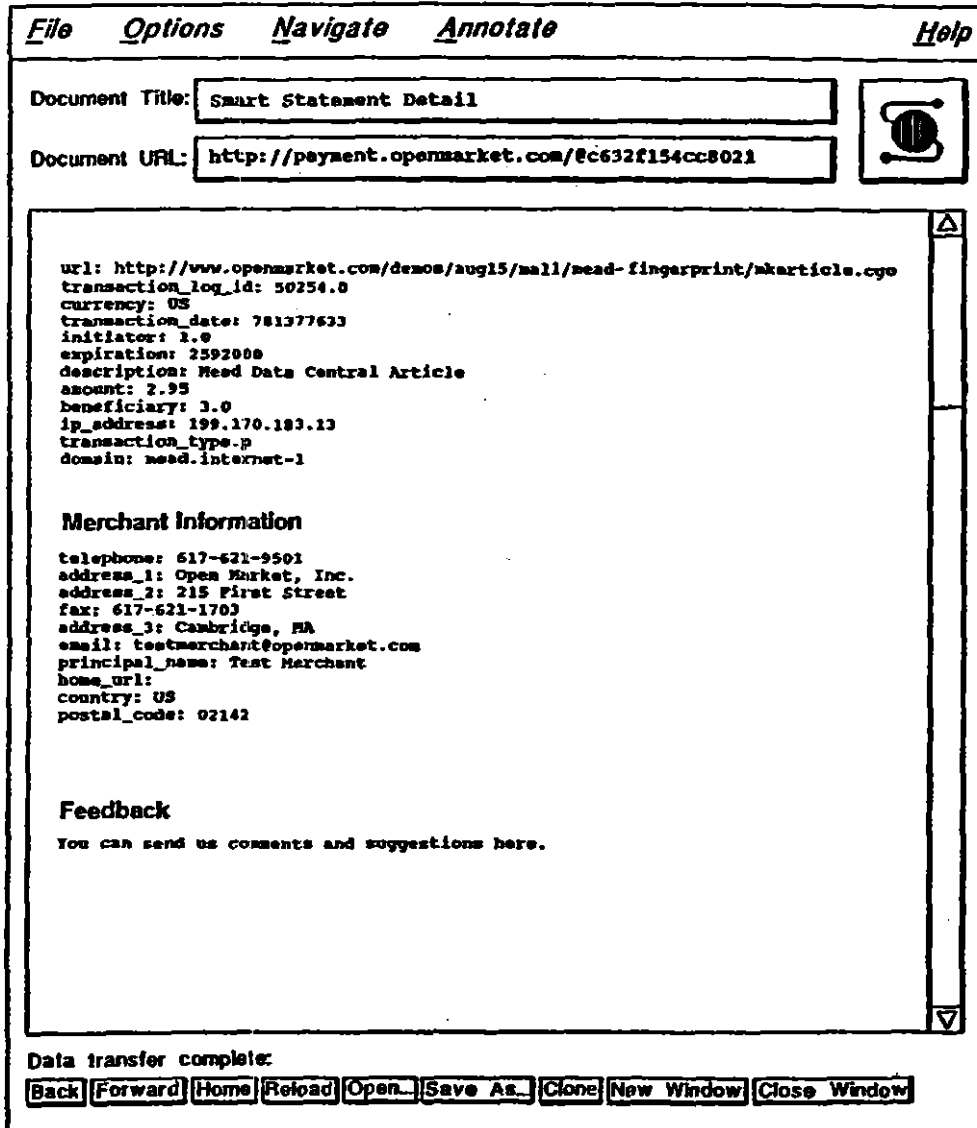 File Options Navigate Annotate Help
Document Title: Smart Statement Detail
Document URL: http://payment.openmarket.com/@c632f154cc8021
url: http://www.openmarket.com/demos/aug15/mall/mead-fingerprint/mkarticle.cgo
transaction_log_id: 50254.0
currency: US
transaction_date: 781377633
initiator: 1.0
expiration: 2592000
description: Mead Data Central Article
amount: 2.95
beneficiary: 3.0
ip_address: 199.170.183.13
transaction_type.p
domain: mead.internet-1
Merchant Information
telephone: 617-621-9501
address_1: Open Market, Inc.
address_2: 215 First Street
fax: 617-621-1703
address_3: Cambridge, MA
email: testmerchant@openmarket.com
principal_name: Test Merchant
home_url:
country: US
postal_code: 02142
Feedback
You can send us comments and suggestions here.
Data transfer complete:
Back Forward Home Reload Open... Save As... Clone New Window Close Window